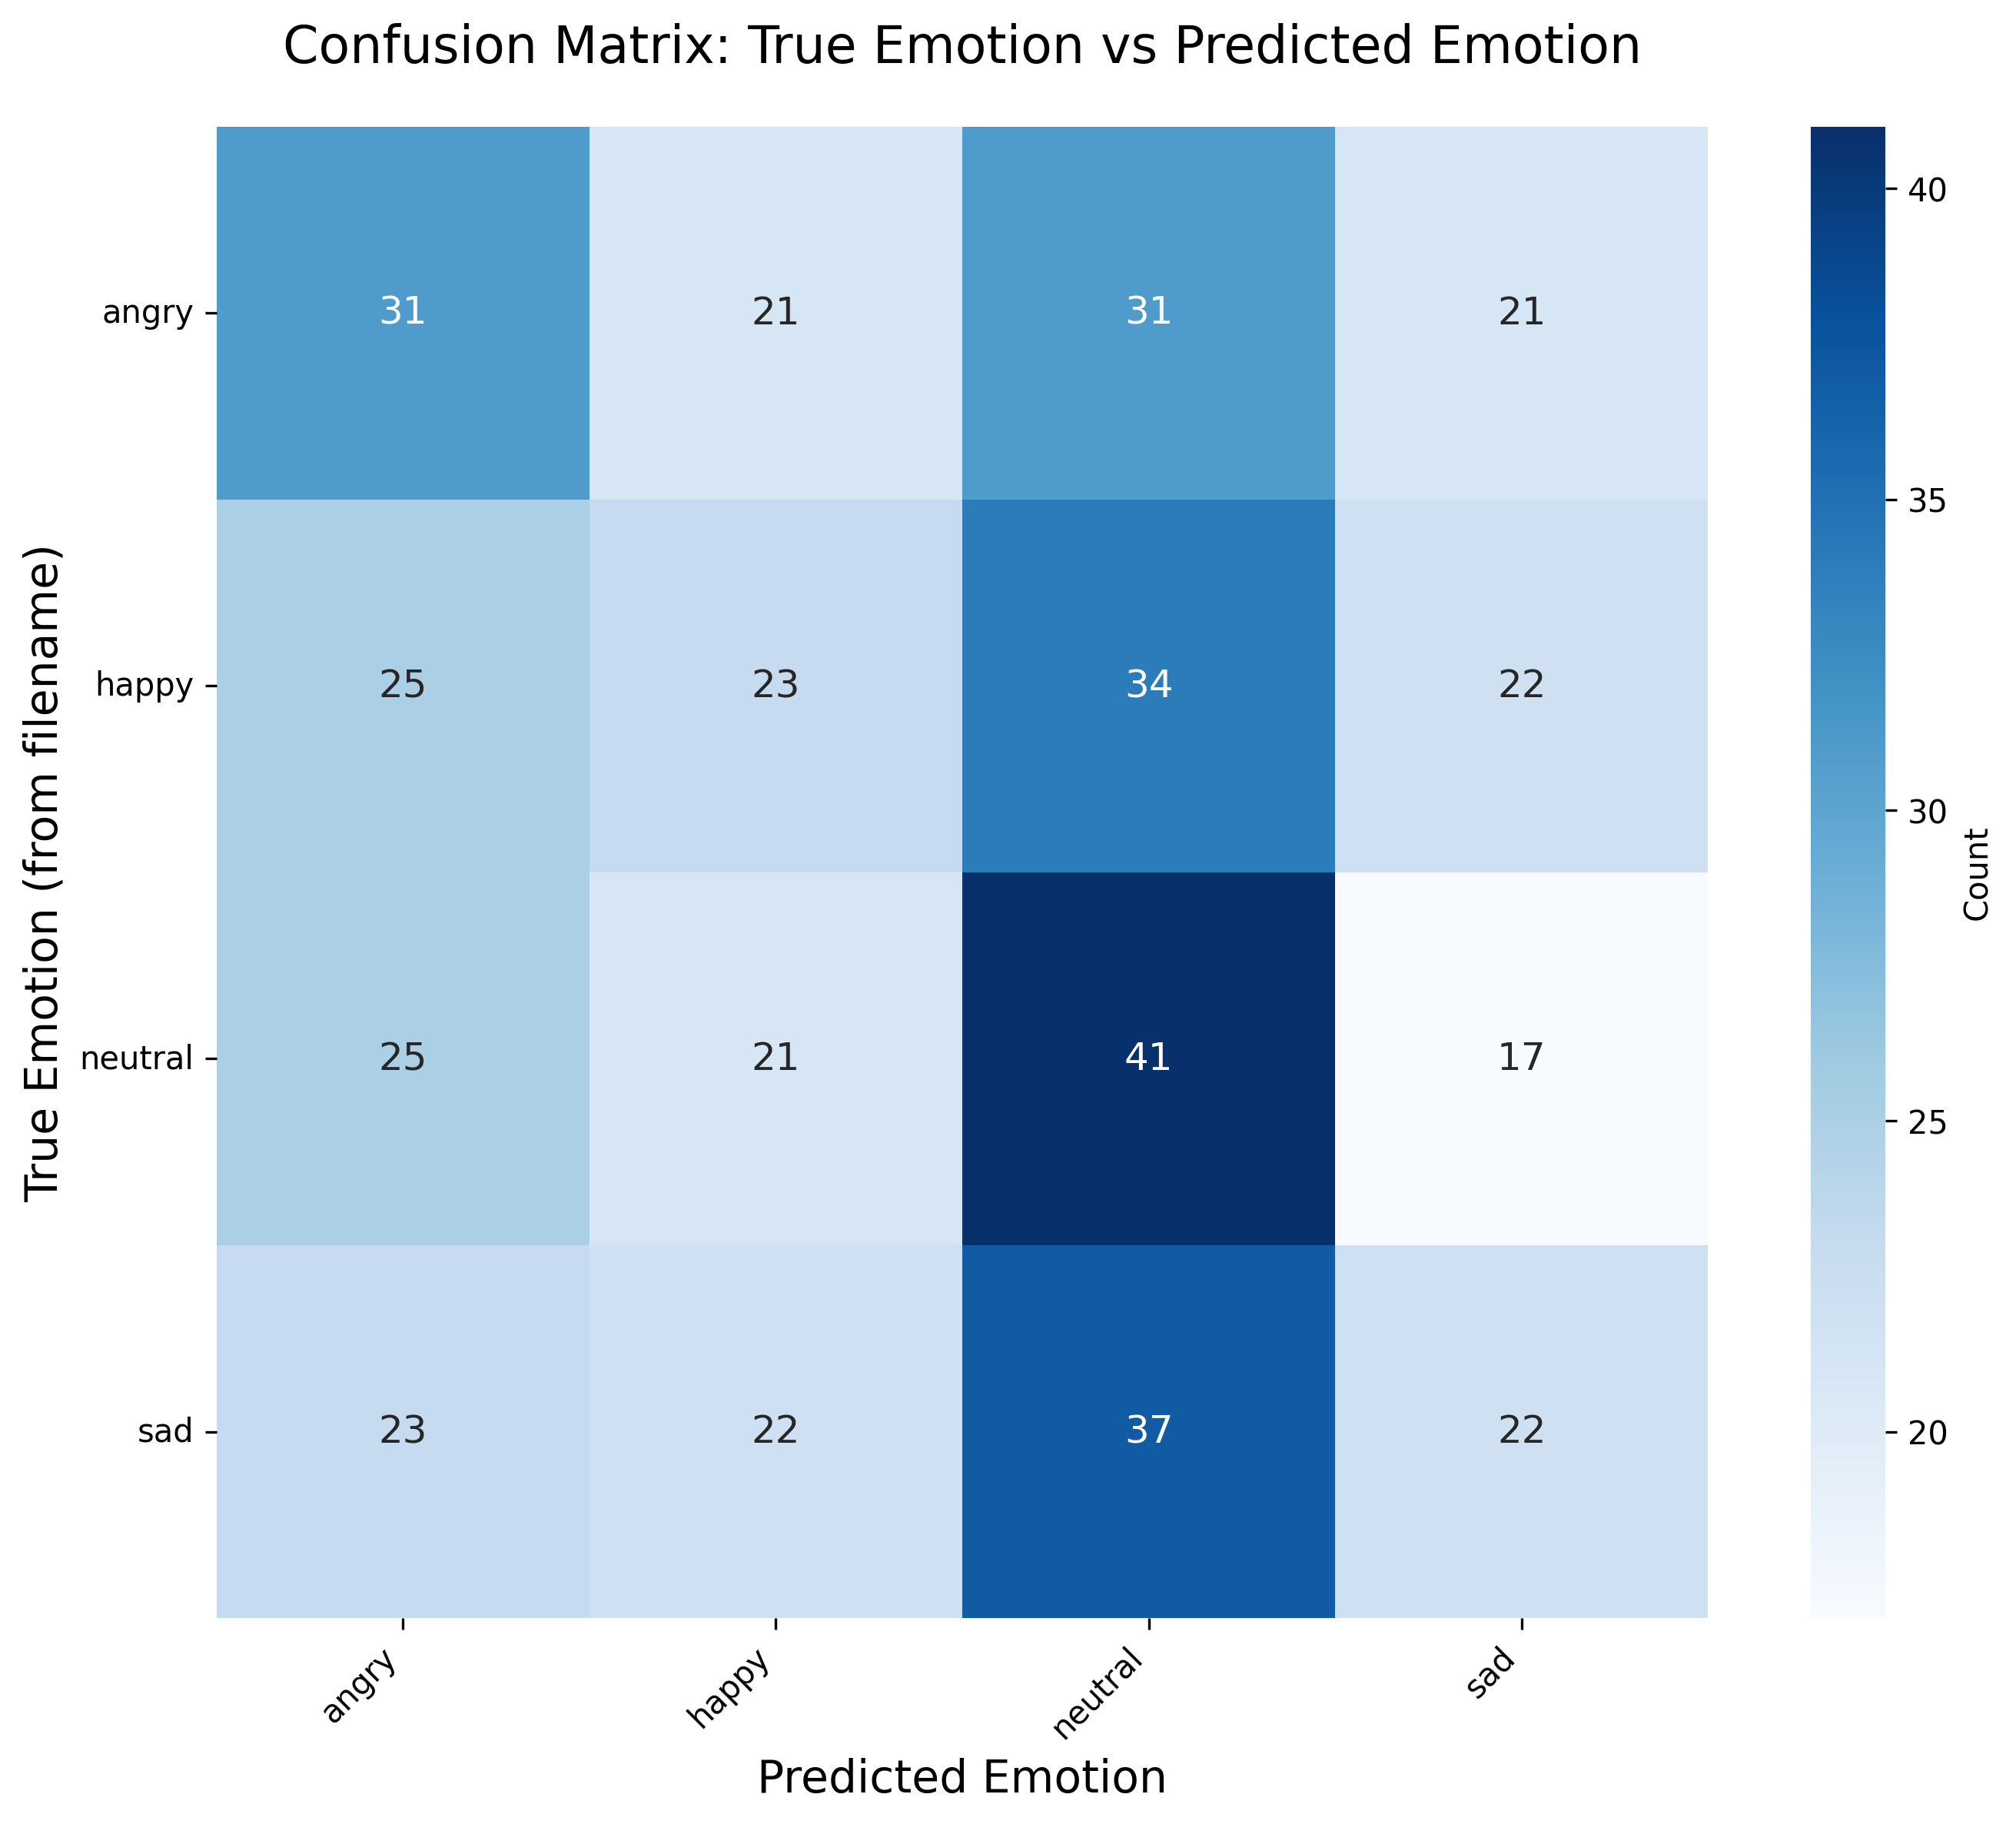 Confusion Matrix: True Emotion vs Predicted Emotion
True Emotion (from filename)
angry 31 21 31 21
happy 25 23 34 22
neutral 25 21 41 17
sad 23 22 37 22
angry happy neutral sad
Predicted Emotion
40
35
30
25
20
Count